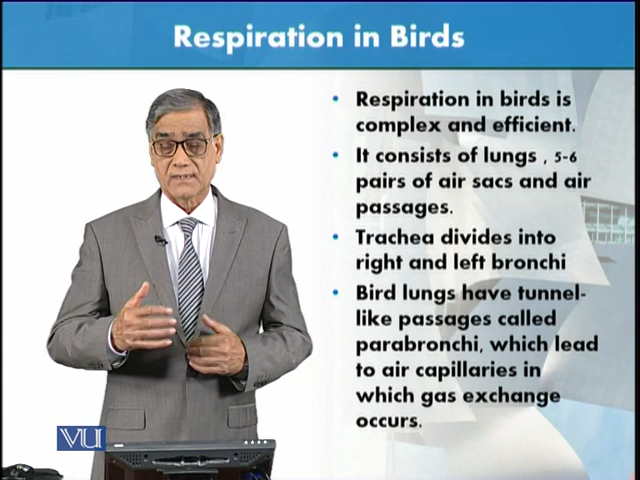 Respiration in Birds
• Respiration in birds is
complex and efficient.
• It consists of lungs , 5-6
pairs of air sacs and air
passages.
• Trachea divides into
right and left bronchi
• Bird lungs have tunnel-
like passages called
parabronchi, which lead
to air capillaries in
which gas exchange
occurs.
VU